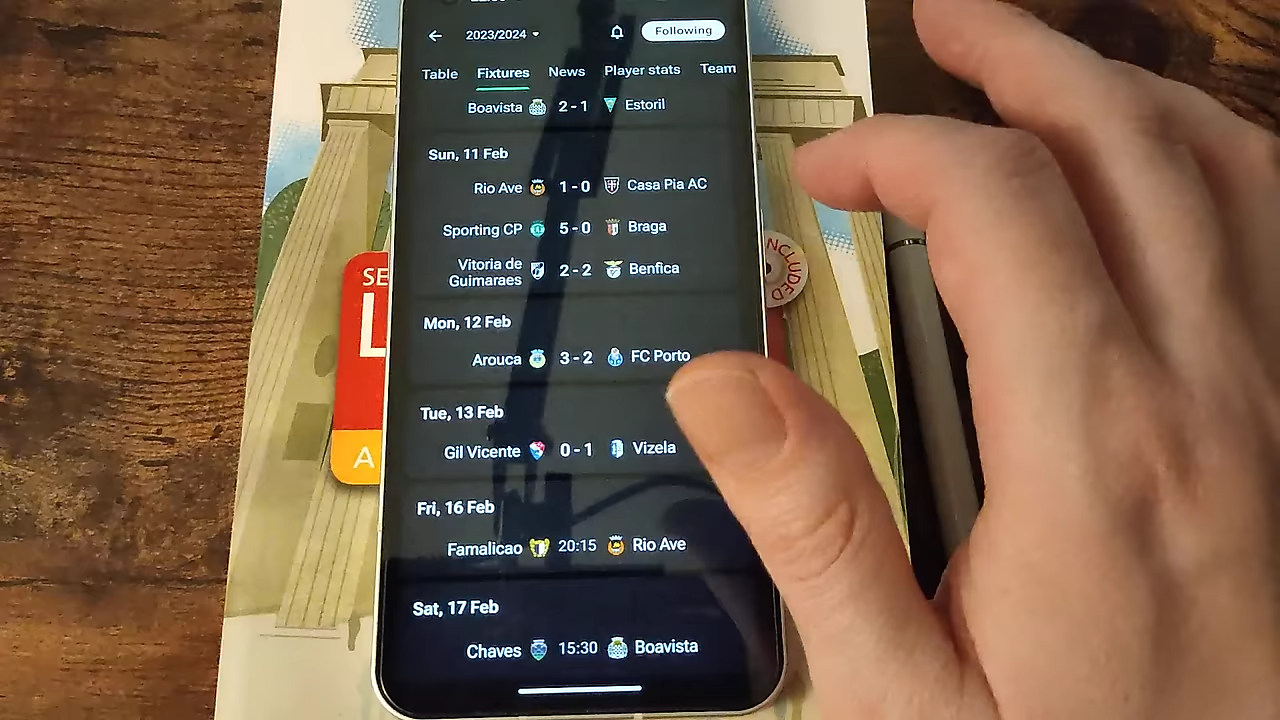 2023/2024
Following
Table Fixtures News Player stats Team
Boavista 2 - 1 Estoril
Sun, 11 Feb
Rio Ave 1 - 0 Casa Pia AC
Sporting CP 5 - 0 Braga
Vitoria de
Guimaraes 2 - 2 Benfica
Mon, 12 Feb
Arouca 3 - 2 FC Porto
Tue, 13 Feb
Gil Vicente 0 - 1 Vizela
Fri, 16 Feb
Famalicao 20:15 Rio Ave
Sat, 17 Feb
Chaves 15:30 Boavista
SE
L
A
NCLUDED